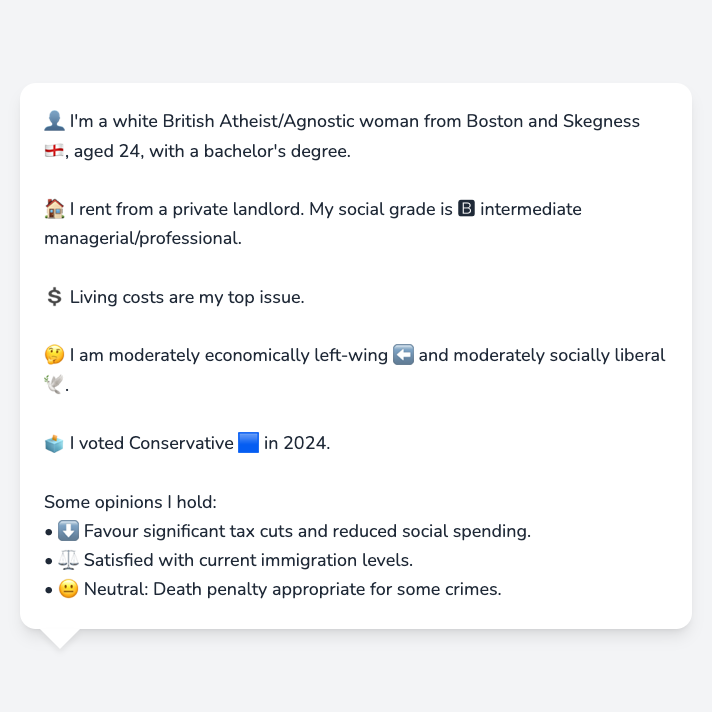 👤 I'm a white British Atheist/Agnostic woman from Boston and Skegness
🏴󠁧󠁢󠁥󠁮󠁧󠁿, aged 24, with a bachelor's degree.
🏠 I rent from a private landlord. My social grade is 🅱 intermediate
managerial/professional.
💲 Living costs are my top issue.
🤔 I am moderately economically left-wing ⬅️ and moderately socially liberal
🕊️.
🗳️ I voted Conservative 🟦 in 2024.
Some opinions I hold:
• ⬇️ Favour significant tax cuts and reduced social spending.
• ⚖️ Satisfied with current immigration levels.
• 😐 Neutral: Death penalty appropriate for some crimes.